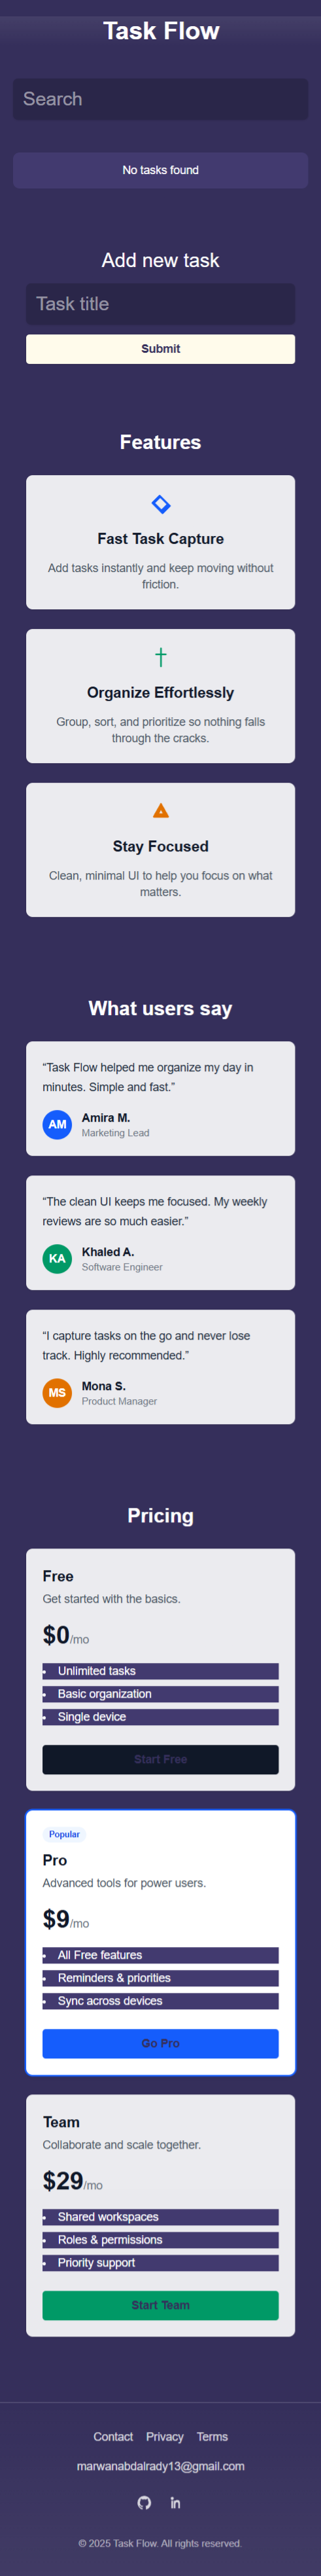 Task Flow
Search
No tasks found
Add new task
Task title
Submit
Features
Fast Task Capture
Add tasks instantly and keep moving without
friction.
Organize Effortlessly
Group, sort, and prioritize so nothing falls
through the cracks.
Stay Focused
Clean, minimal UI to help you focus on what
matters.
What users say
“Task Flow helped me organize my day in
minutes. Simple and fast.”
AM
Amira M.
Marketing Lead
“The clean UI keeps me focused. My weekly
reviews are so much easier.”
KA
Khaled A.
Software Engineer
“I capture tasks on the go and never lose
track. Highly recommended.”
MS
Mona S.
Product Manager
Pricing
Free
Get started with the basics.
$0/mo
• Unlimited tasks
• Basic organization
• Single device
Start Free
Popular
Pro
Advanced tools for power users.
$9/mo
• All Free features
• Reminders & priorities
• Sync across devices
Go Pro
Team
Collaborate and scale together.
$29/mo
• Shared workspaces
• Roles & permissions
• Priority support
Start Team
Contact Privacy Terms
marwanabdalrady13@gmail.com
in
© 2025 Task Flow. All rights reserved.